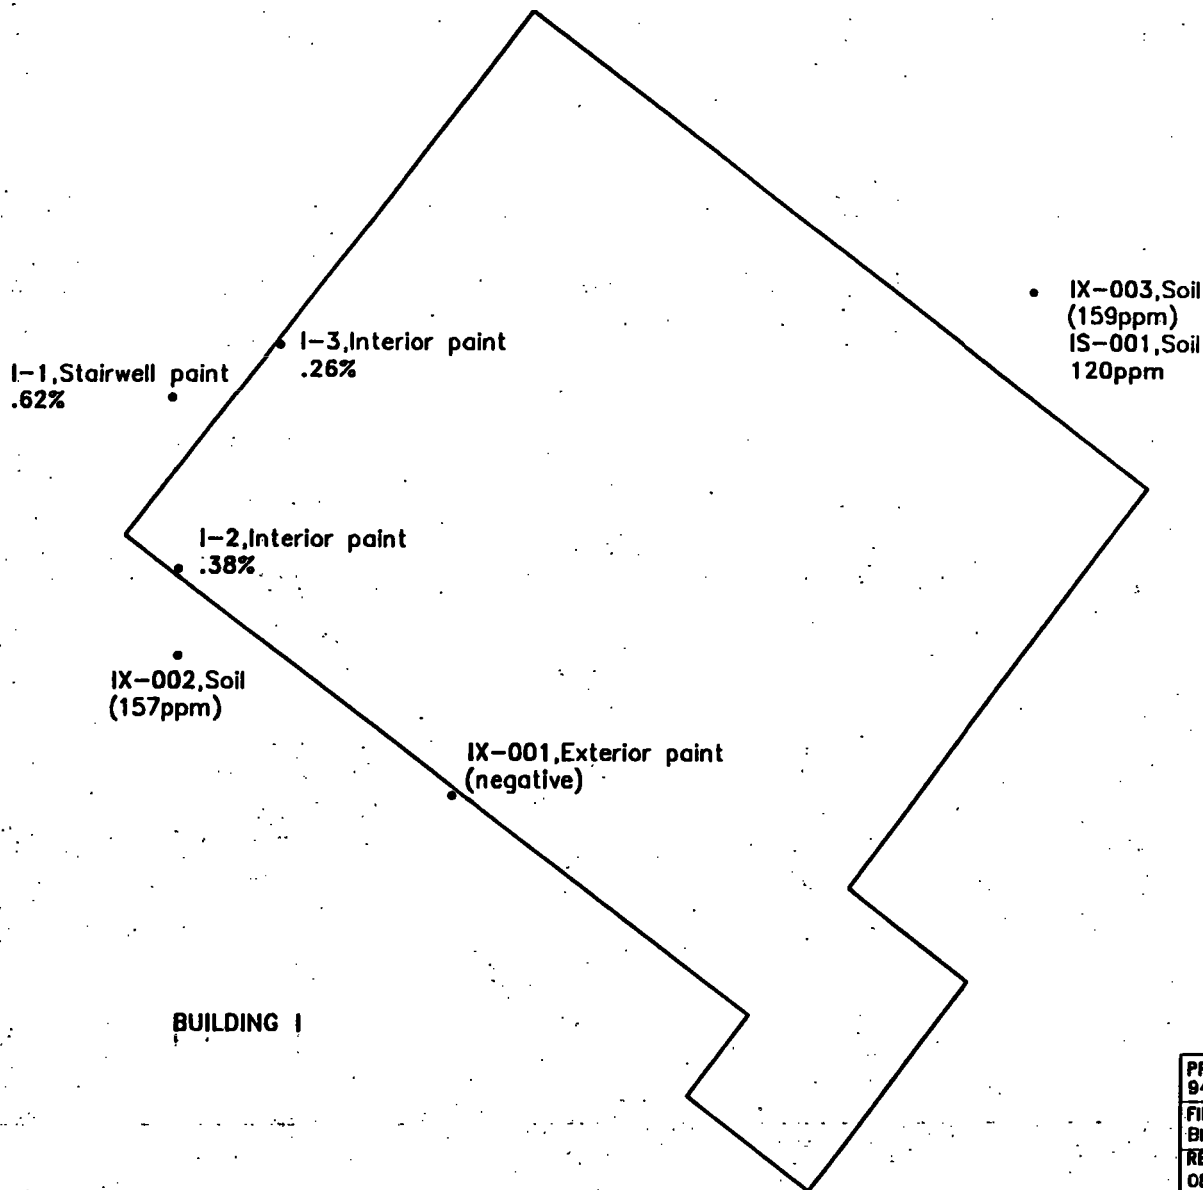 IX-003,Soil
(159ppm)
IS-001,Soil
120ppm
I-3,Interior paint
.26%
I-1,Stairwell paint
.62%
I-2,Interior paint
.38%
IX-002,Soil
(157ppm)
IX-001,Exterior paint
(negative)
BUILDING I